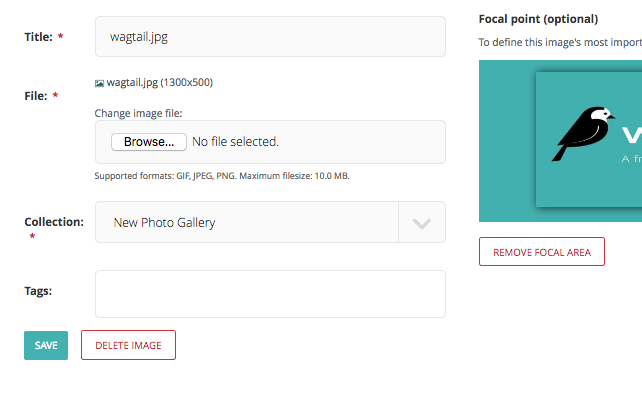 Title: *
wagtail.jpg
File: *
wagtail.jpg (1300x500)
Change image file:
Browse... No file selected.
Supported formats: GIF, JPEG, PNG. Maximum filesize: 10.0 MB.
Collection: *
New Photo Gallery
Tags:
SAVE
DELETE IMAGE
Focal point (optional)
To define this image's most import
W
A fr
REMOVE FOCAL AREA